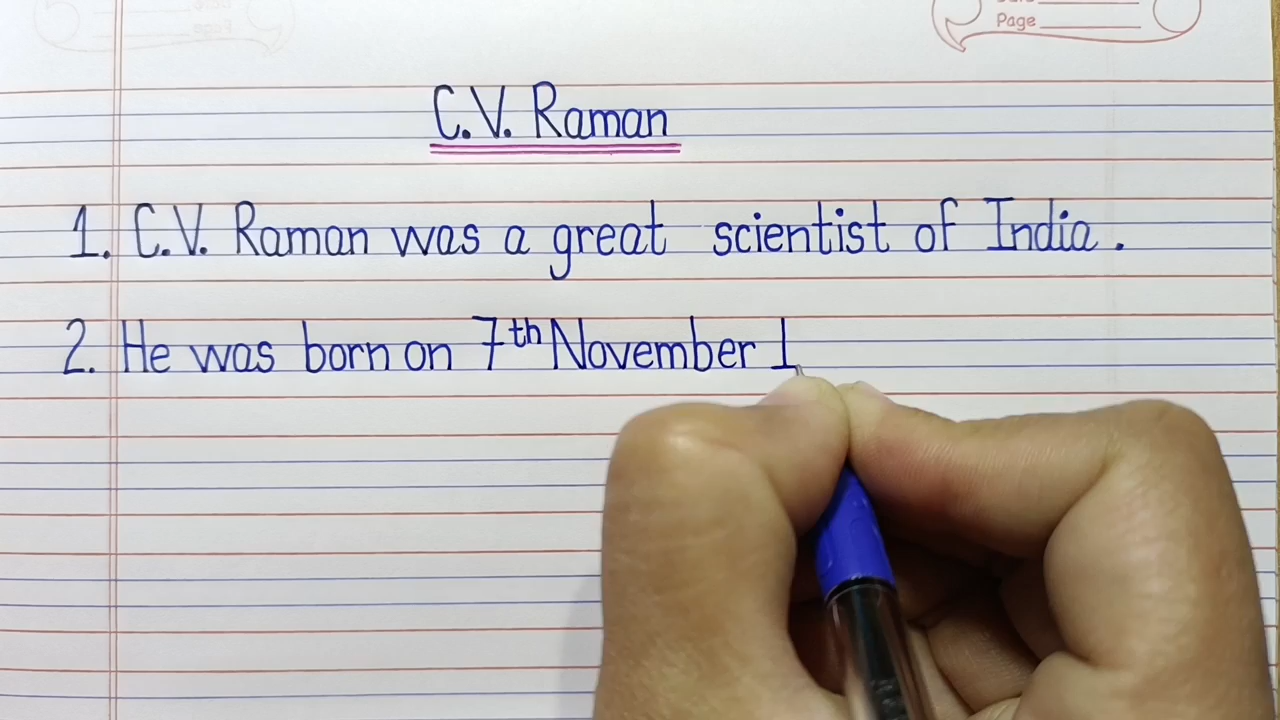 Page
C.V. Raman
1. C.V. Raman was a great scientist of India.
2. He was born on 7th November 1